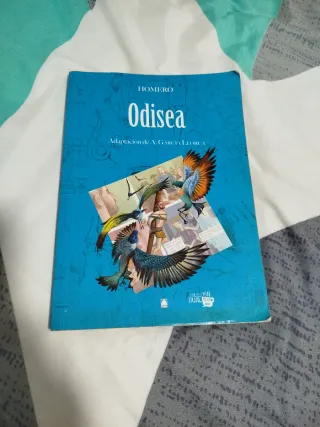 HOMERO
Odisea
Adaptación de A. García Llorca